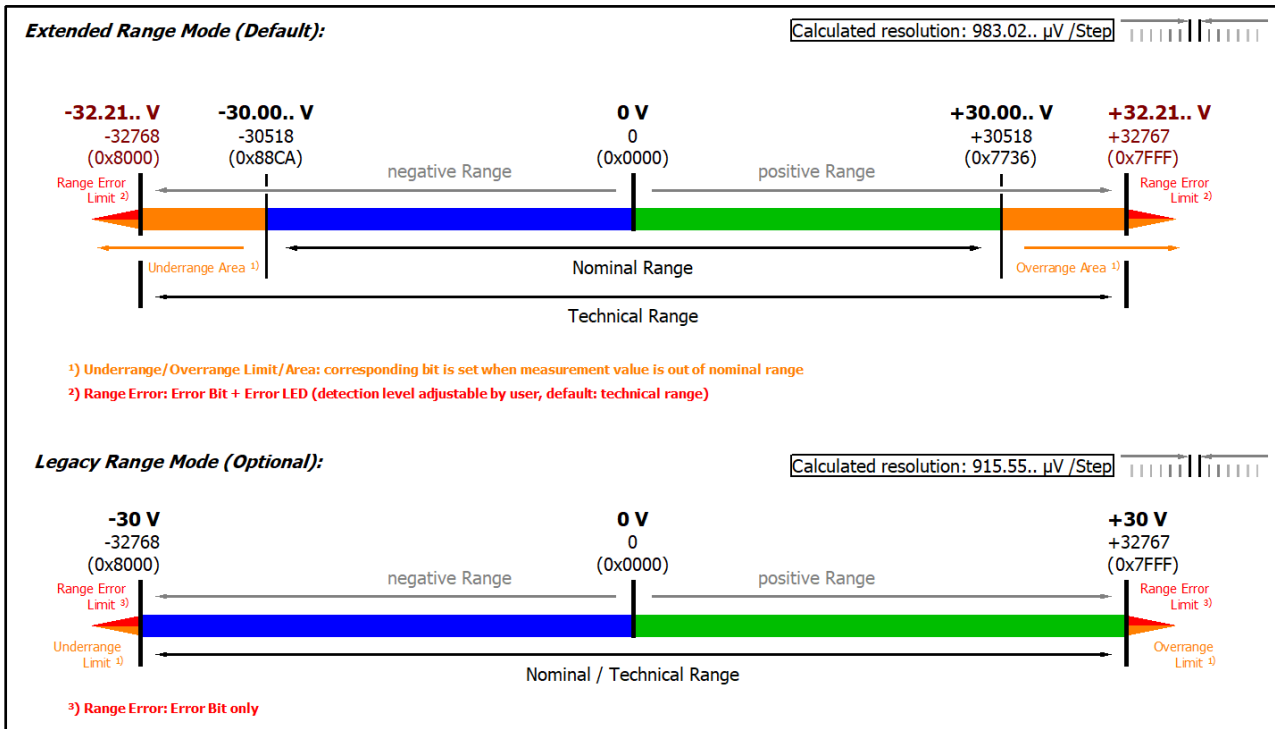 Extended Range Mode (Default):
Calculated resolution: 983.02.. µV /Step
-32.21.. V
-30.00.. V
0 V
+30.00.. V
+32.21.. V
-32768
-30518
0
+30518
+32767
(0x8000)
(0x88CA)
(0x0000)
(0x7736)
(0x7FFF)
negative Range
positive Range
Range Error
Limit ²⁾
Range Error
Limit ²⁾
Underrange Area ¹⁾
Nominal Range
Overrange Area ¹⁾
Technical Range
¹⁾ Underrange/Overrange Limit/Area: corresponding bit is set when measurement value is out of nominal range
²⁾ Range Error: Error Bit + Error LED (detection level adjustable by user, default: technical range)
Legacy Range Mode (Optional):
Calculated resolution: 915.55.. µV /Step
-30 V
0 V
+30 V
-32768
0
+32767
(0x8000)
(0x0000)
(0x7FFF)
negative Range
positive Range
Range Error
Limit ³⁾
Range Error
Limit ³⁾
Underrange
Limit ¹⁾
Overrange
Limit ¹⁾
Nominal / Technical Range
³⁾ Range Error: Error Bit only